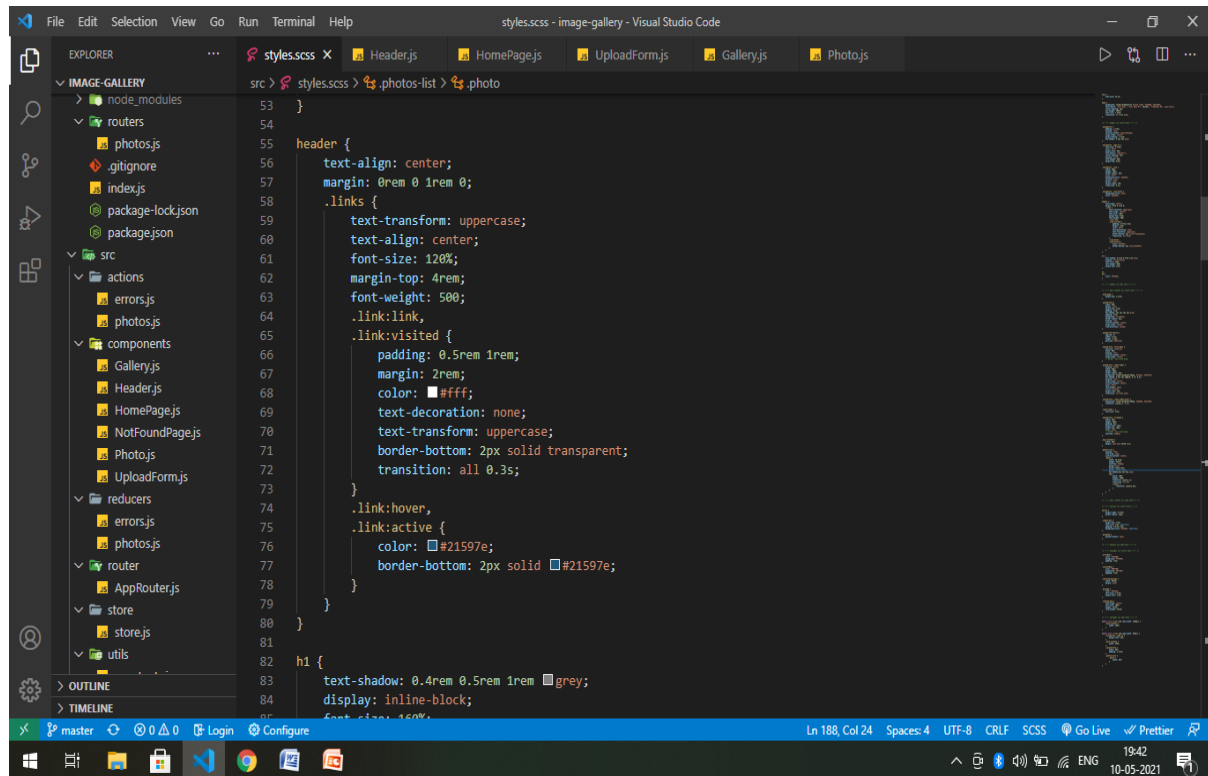 File Edit Selection View Go Run Terminal Help styles.scss - image-gallery - Visual Studio Code
EXPLORER
IMAGE-GALLERY
node_modules
routers
photos.js
.gitignore
index.js
package-lock.json
package.json
src
actions
errors.js
photos.js
components
Gallery.js
Header.js
HomePage.js
NotFoundPage.js
Photo.js
UploadForm.js
reducers
errors.js
photos.js
router
AppRouter.js
store
store.js
utils
OUTLINE
TIMELINE
styles.scss Header.js HomePage.js UploadForm.js Gallery.js Photo.js
src > styles.scss > .photos-list > .photo
53 }
54
55 header {
56 text-align: center;
57 margin: 0rem 0 1rem 0;
58 .links {
59 text-transform: uppercase;
60 text-align: center;
61 font-size: 120%;
62 margin-top: 4rem;
63 font-weight: 500;
64 .link:link,
65 .link:visited {
66 padding: 0.5rem 1rem;
67 margin: 2rem;
68 color: #fff;
69 text-decoration: none;
70 text-transform: uppercase;
71 border-bottom: 2px solid transparent;
72 transition: all 0.3s;
73 }
74 .link:hover,
75 .link:active {
76 color: #21597e;
77 border-bottom: 2px solid #21597e;
78 }
79 }
80 }
81
82 h1 {
83 text-shadow: 0.4rem 0.5rem 1rem grey;
84 display: inline-block;
85 font-size: 160%;
master 0 0 Login Configure Ln 188, Col 24 Spaces: 4 UTF-8 CRLF SCSS Go Live Prettier
ENG
19:42
10-05-2021